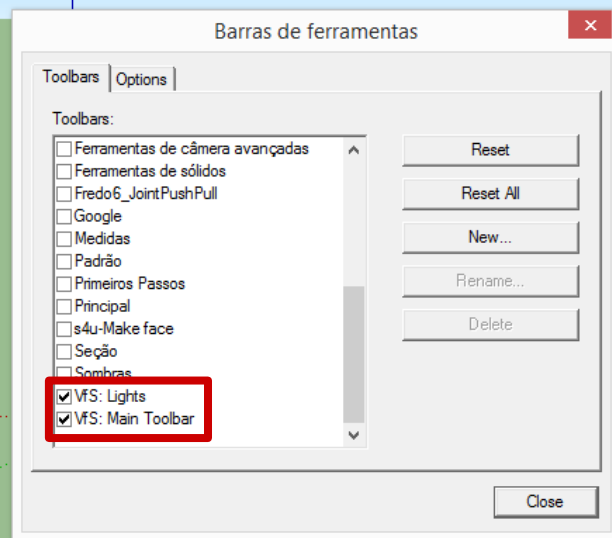 Barras de ferramentas
Toolbars Options
Toolbars:
Ferramentas de câmera avançadas
Ferramentas de sólidos
Fredo6_JointPushPull
Google
Medidas
Padrão
Primeiros Passos
Principal
s4u-Make face
Seção
Sombras
VfS: Lights
VfS: Main Toolbar
Reset
Reset All
New...
Rename...
Delete
Close